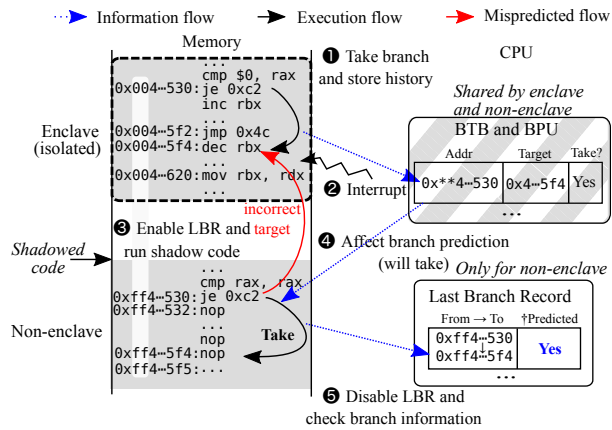 Information flow
Execution flow
Mispredicted flow
Memory
CPU
❶ Take branch
and store history
...
cmp $0, rax
0x004⋯530: je 0xc2
inc rbx
...
0x004⋯5f2: jmp 0x4c
0x004⋯5f4: dec rbx
...
0x004⋯620: mov rbx, rdx
Enclave
(isolated)
Shared by enclave
and non-enclave
BTB and BPU
Addr Target Take?
0x**4⋯530 0x4⋯5f4 Yes
...
❷ Interrupt
❸ Enable LBR and
run shadow code
incorrect
target
❹ Affect branch prediction
(will take)
Shadowed
code
Non-enclave
...
cmp rax, rax
0xff4⋯530: je 0xc2
0xff4⋯532: nop
...
nop
0xff4⋯5f4: nop
0xff4⋯5f5: ...
Take
Only for non-enclave
Last Branch Record
From → To †Predicted
0xff4⋯530
↓
0xff4⋯5f4
Yes
...
❺ Disable LBR and
check branch information